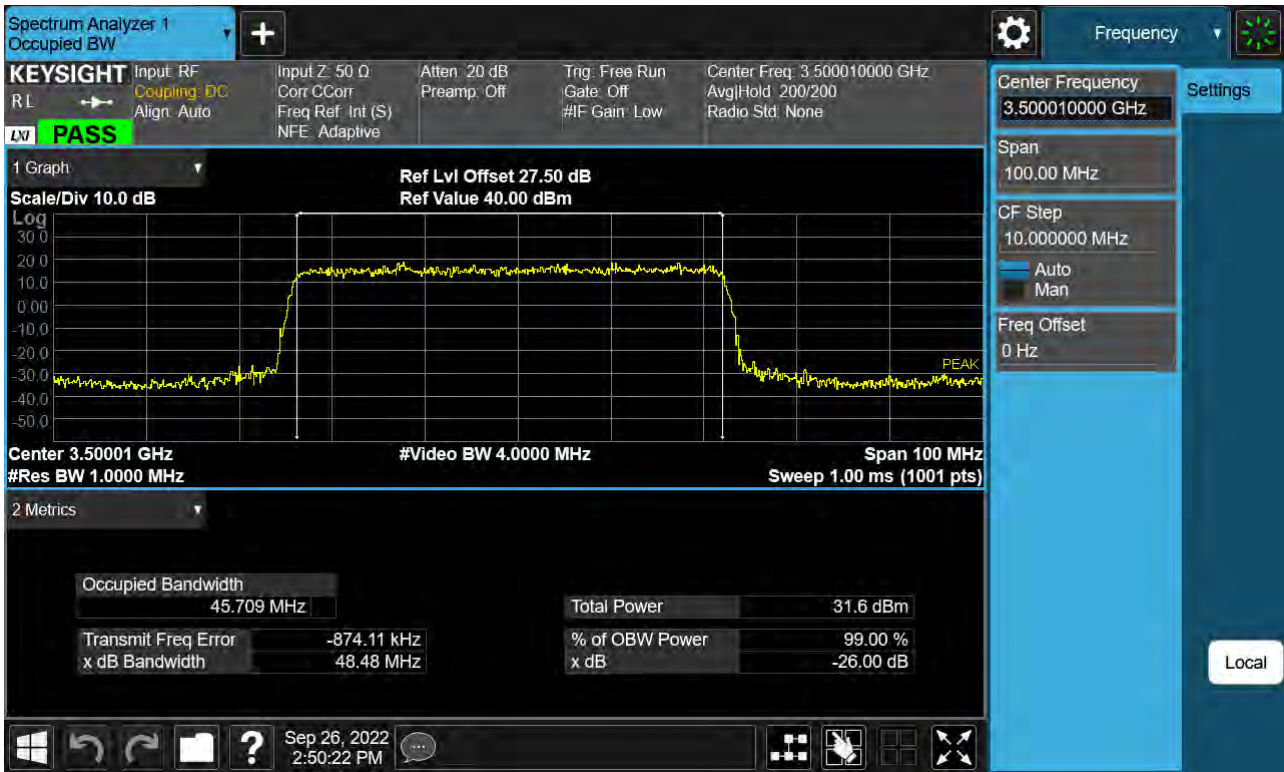 Spectrum Analyzer 1
Occupied BW
+
Frequency
KEYSIGHT
R L
LXI PASS
Input: RF
Coupling: DC
Align: Auto
Input Z: 50 Ω
Corr CCorr
Freq Ref: Int (S)
NFE: Adaptive
Atten: 20 dB
Preamp: Off
Trig: Free Run
Gate: Off
#IF Gain: Low
Center Freq: 3.500010000 GHz
Avg|Hold: 200/200
Radio Std: None
Center Frequency
3.500010000 GHz
Settings
Span
100.00 MHz
CF Step
10.000000 MHz
Auto
Man
Freq Offset
0 Hz
Local
1 Graph
Scale/Div 10.0 dB
Ref Lvl Offset 27.50 dB
Ref Value 40.00 dBm
Log
30.0
20.0
10.0
0.00
-10.0
-20.0
-30.0
-40.0
-50.0
PEAK
Center 3.50001 GHz
#Video BW 4.0000 MHz
Span 100 MHz
#Res BW 1.0000 MHz
Sweep 1.00 ms (1001 pts)
2 Metrics
Occupied Bandwidth
45.709 MHz
Total Power 31.6 dBm
Transmit Freq Error -874.11 kHz
% of OBW Power 99.00 %
x dB Bandwidth 48.48 MHz
x dB -26.00 dB
?
Sep 26, 2022
2:50:22 PM